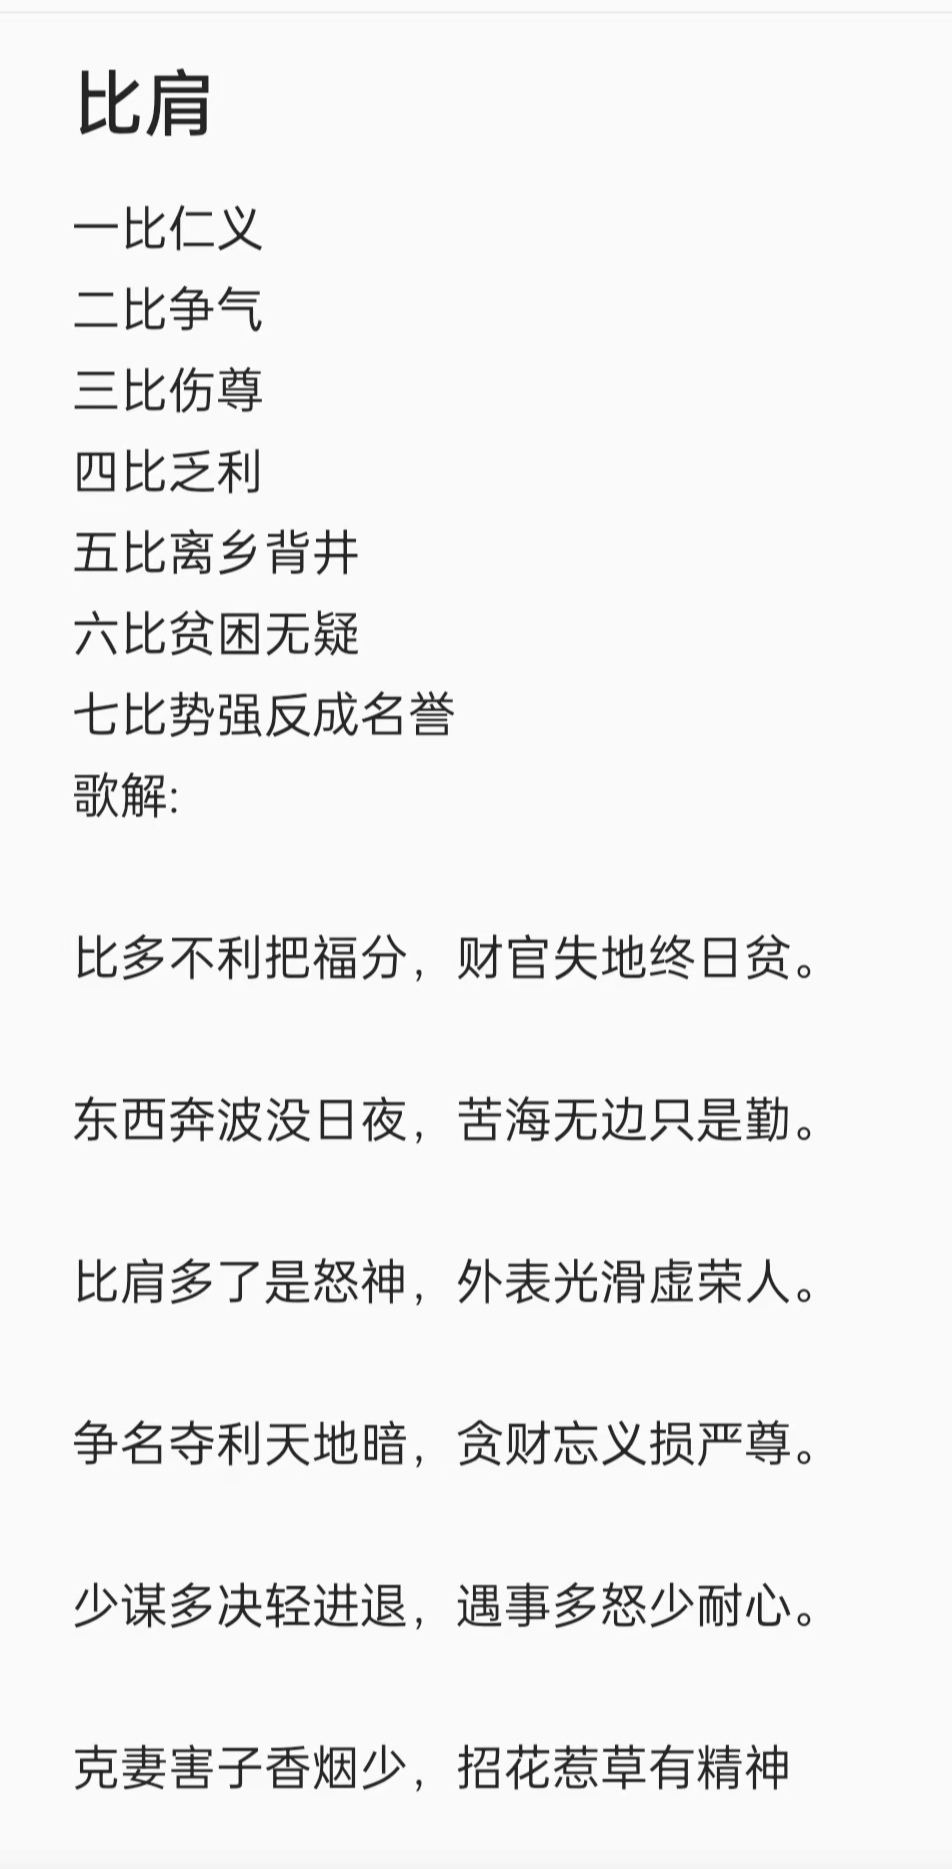 比肩
一比仁义
二比争气
三比伤尊
四比乏利
五比离乡背井
六比贫困无疑
七比势强反成名誉
歌解:
比多不利把福分，财官失地终日贫。
东西奔波没日夜，苦海无边只是勤。
比肩多了是怒神，外表光滑虚荣人。
争名夺利天地暗，贪财忘义损严尊。
少谋多决轻进退，遇事多怒少耐心。
克妻害子香烟少，招花惹草有精神